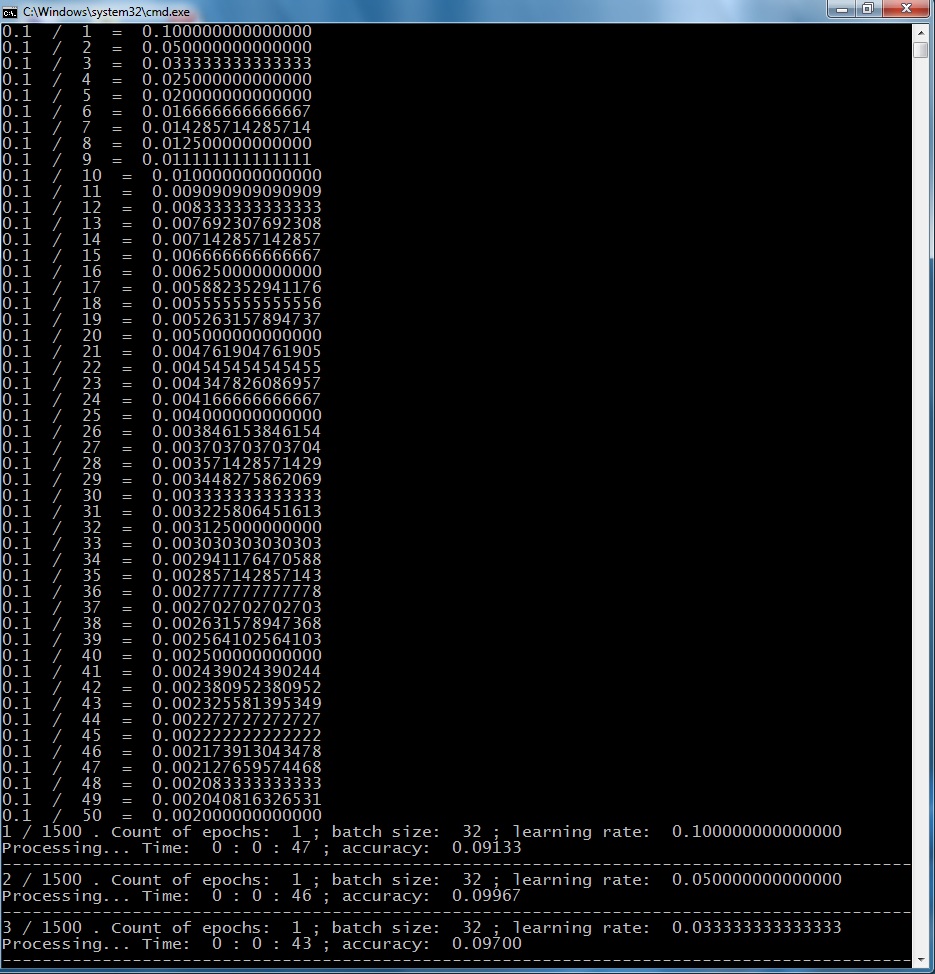 C:\Windows\system32\cmd.exe
0.1 / 1 = 0.100000000000000
0.1 / 2 = 0.050000000000000
0.1 / 3 = 0.033333333333333
0.1 / 4 = 0.025000000000000
0.1 / 5 = 0.020000000000000
0.1 / 6 = 0.016666666666667
0.1 / 7 = 0.014285714285714
0.1 / 8 = 0.012500000000000
0.1 / 9 = 0.011111111111111
0.1 / 10 = 0.010000000000000
0.1 / 11 = 0.009090909090909
0.1 / 12 = 0.008333333333333
0.1 / 13 = 0.007692307692308
0.1 / 14 = 0.007142857142857
0.1 / 15 = 0.006666666666667
0.1 / 16 = 0.006250000000000
0.1 / 17 = 0.005882352941176
0.1 / 18 = 0.005555555555556
0.1 / 19 = 0.005263157894737
0.1 / 20 = 0.005000000000000
0.1 / 21 = 0.004761904761905
0.1 / 22 = 0.004545454545455
0.1 / 23 = 0.004347826086957
0.1 / 24 = 0.004166666666667
0.1 / 25 = 0.004000000000000
0.1 / 26 = 0.003846153846154
0.1 / 27 = 0.003703703703704
0.1 / 28 = 0.003571428571429
0.1 / 29 = 0.003448275862069
0.1 / 30 = 0.003333333333333
0.1 / 31 = 0.003225806451613
0.1 / 32 = 0.003125000000000
0.1 / 33 = 0.003030303030303
0.1 / 34 = 0.002941176470588
0.1 / 35 = 0.002857142857143
0.1 / 36 = 0.002777777777778
0.1 / 37 = 0.002702702702703
0.1 / 38 = 0.002631578947368
0.1 / 39 = 0.002564102564103
0.1 / 40 = 0.002500000000000
0.1 / 41 = 0.002439024390244
0.1 / 42 = 0.002380952380952
0.1 / 43 = 0.002325581395349
0.1 / 44 = 0.002272727272727
0.1 / 45 = 0.002222222222222
0.1 / 46 = 0.002173913043478
0.1 / 47 = 0.002127659574468
0.1 / 48 = 0.002083333333333
0.1 / 49 = 0.002040816326531
0.1 / 50 = 0.002000000000000
1 / 1500 . Count of epochs: 1 ; batch size: 32 ; learning rate: 0.100000000000000
Processing... Time: 0 : 0 : 47 ; accuracy: 0.09133
-------------------------------------------------------------------------------------------
2 / 1500 . Count of epochs: 1 ; batch size: 32 ; learning rate: 0.050000000000000
Processing... Time: 0 : 0 : 46 ; accuracy: 0.09967
-------------------------------------------------------------------------------------------
3 / 1500 . Count of epochs: 1 ; batch size: 32 ; learning rate: 0.033333333333333
Processing... Time: 0 : 0 : 43 ; accuracy: 0.09700
-------------------------------------------------------------------------------------------